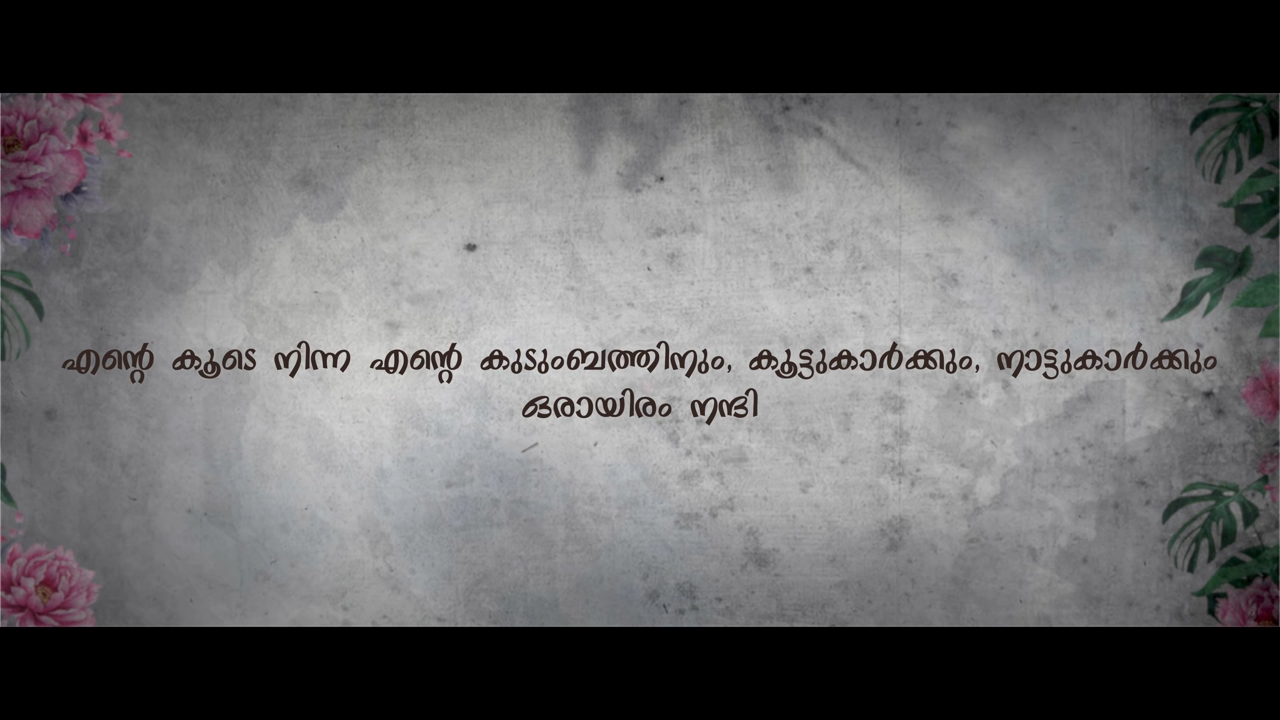 എന്റെ കൂടെ നിന്ന എന്റെ കുടുംബത്തിനും, കൂട്ടുകാർക്കും, നാട്ടുകാർക്കും
ഒരായിരം നന്ദി